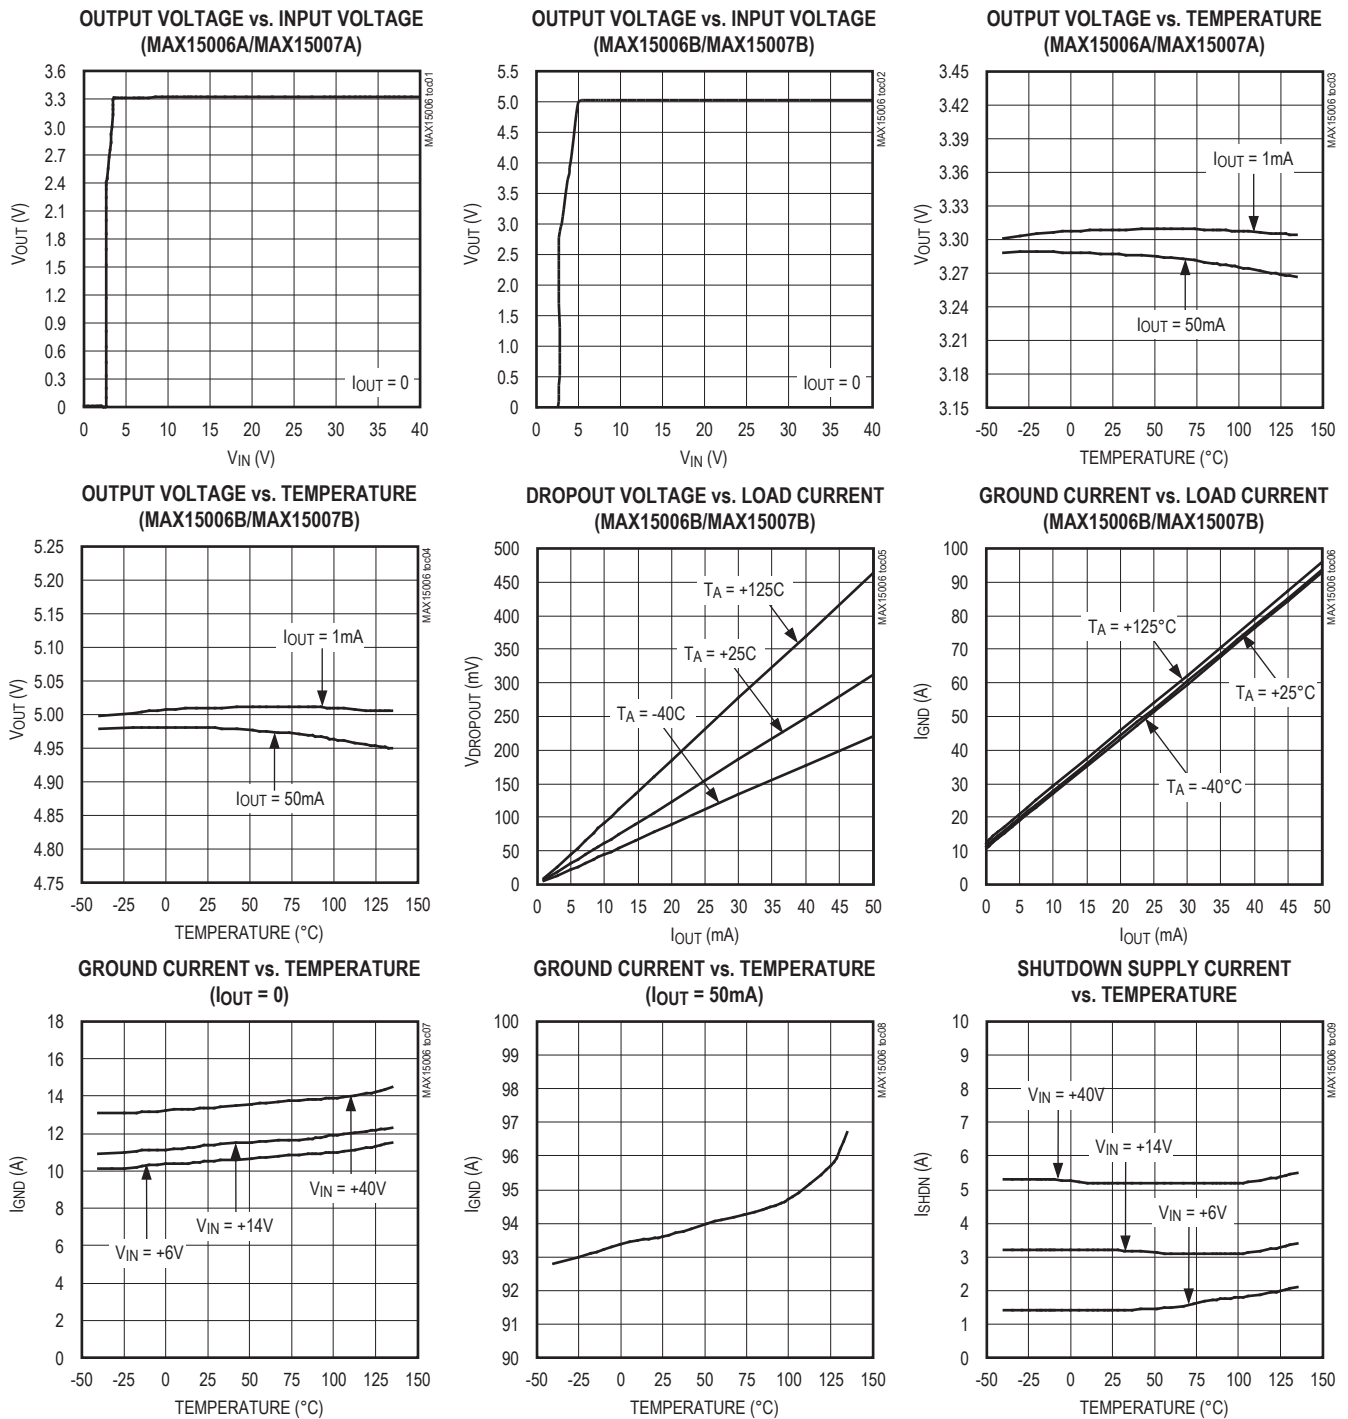 OUTPUT VOLTAGE vs. INPUT VOLTAGE
(MAX15006A/MAX15007A)
3.6
3.3
3.0
2.7
2.4
2.1
1.8
1.5
1.2
0.9
0.6
0.3
0
VOUT (V)
IOUT = 0
MAX15006 toc01
0 5 10 15 20 25 30 35 40
VIN (V)
OUTPUT VOLTAGE vs. INPUT VOLTAGE
(MAX15006B/MAX15007B)
5.5
5.0
4.5
4.0
3.5
3.0
2.5
2.0
1.5
1.0
0.5
0
VOUT (V)
IOUT = 0
MAX15006 toc02
0 5 10 15 20 25 30 35 40
VIN (V)
OUTPUT VOLTAGE vs. TEMPERATURE
(MAX15006A/MAX15007A)
3.45
3.42
3.39
3.36
3.33
3.30
3.27
3.24
3.21
3.18
3.15
VOUT (V)
IOUT = 1mA
IOUT = 50mA
MAX15006 toc03
-50 -25 0 25 50 75 100 125 150
TEMPERATURE (°C)
OUTPUT VOLTAGE vs. TEMPERATURE
(MAX15006B/MAX15007B)
5.25
5.20
5.15
5.10
5.05
5.00
4.95
4.90
4.85
4.80
4.75
VOUT (V)
IOUT = 1mA
IOUT = 50mA
MAX15006 toc04
-50 -25 0 25 50 75 100 125 150
TEMPERATURE (°C)
DROPOUT VOLTAGE vs. LOAD CURRENT
(MAX15006B/MAX15007B)
500
450
400
350
300
250
200
150
100
50
0
VDROPOUT (mV)
TA = +125C
TA = +25C
TA = -40C
MAX15006 toc05
0 5 10 15 20 25 30 35 40 45 50
IOUT (mA)
GROUND CURRENT vs. LOAD CURRENT
(MAX15006B/MAX15007B)
100
90
80
70
60
50
40
30
20
10
0
IGND (A)
TA = +125°C
TA = +25°C
TA = -40°C
MAX15006 toc06
0 5 10 15 20 25 30 35 40 45 50
IOUT (mA)
GROUND CURRENT vs. TEMPERATURE
(IOUT = 0)
18
16
14
12
10
8
6
4
2
0
IGND (A)
VIN = +40V
VIN = +14V
VIN = +6V
MAX15006 toc07
-50 -25 0 25 50 75 100 125 150
TEMPERATURE (°C)
GROUND CURRENT vs. TEMPERATURE
(IOUT = 50mA)
100
99
98
97
96
95
94
93
92
91
90
IGND (A)
MAX15006 toc08
-50 -25 0 25 50 75 100 125 150
TEMPERATURE (°C)
SHUTDOWN SUPPLY CURRENT
vs. TEMPERATURE
10
9
8
7
6
5
4
3
2
1
0
ISHDN (A)
VIN = +40V
VIN = +14V
VIN = +6V
MAX15006 toc09
-50 -25 0 25 50 75 100 125 150
TEMPERATURE (°C)